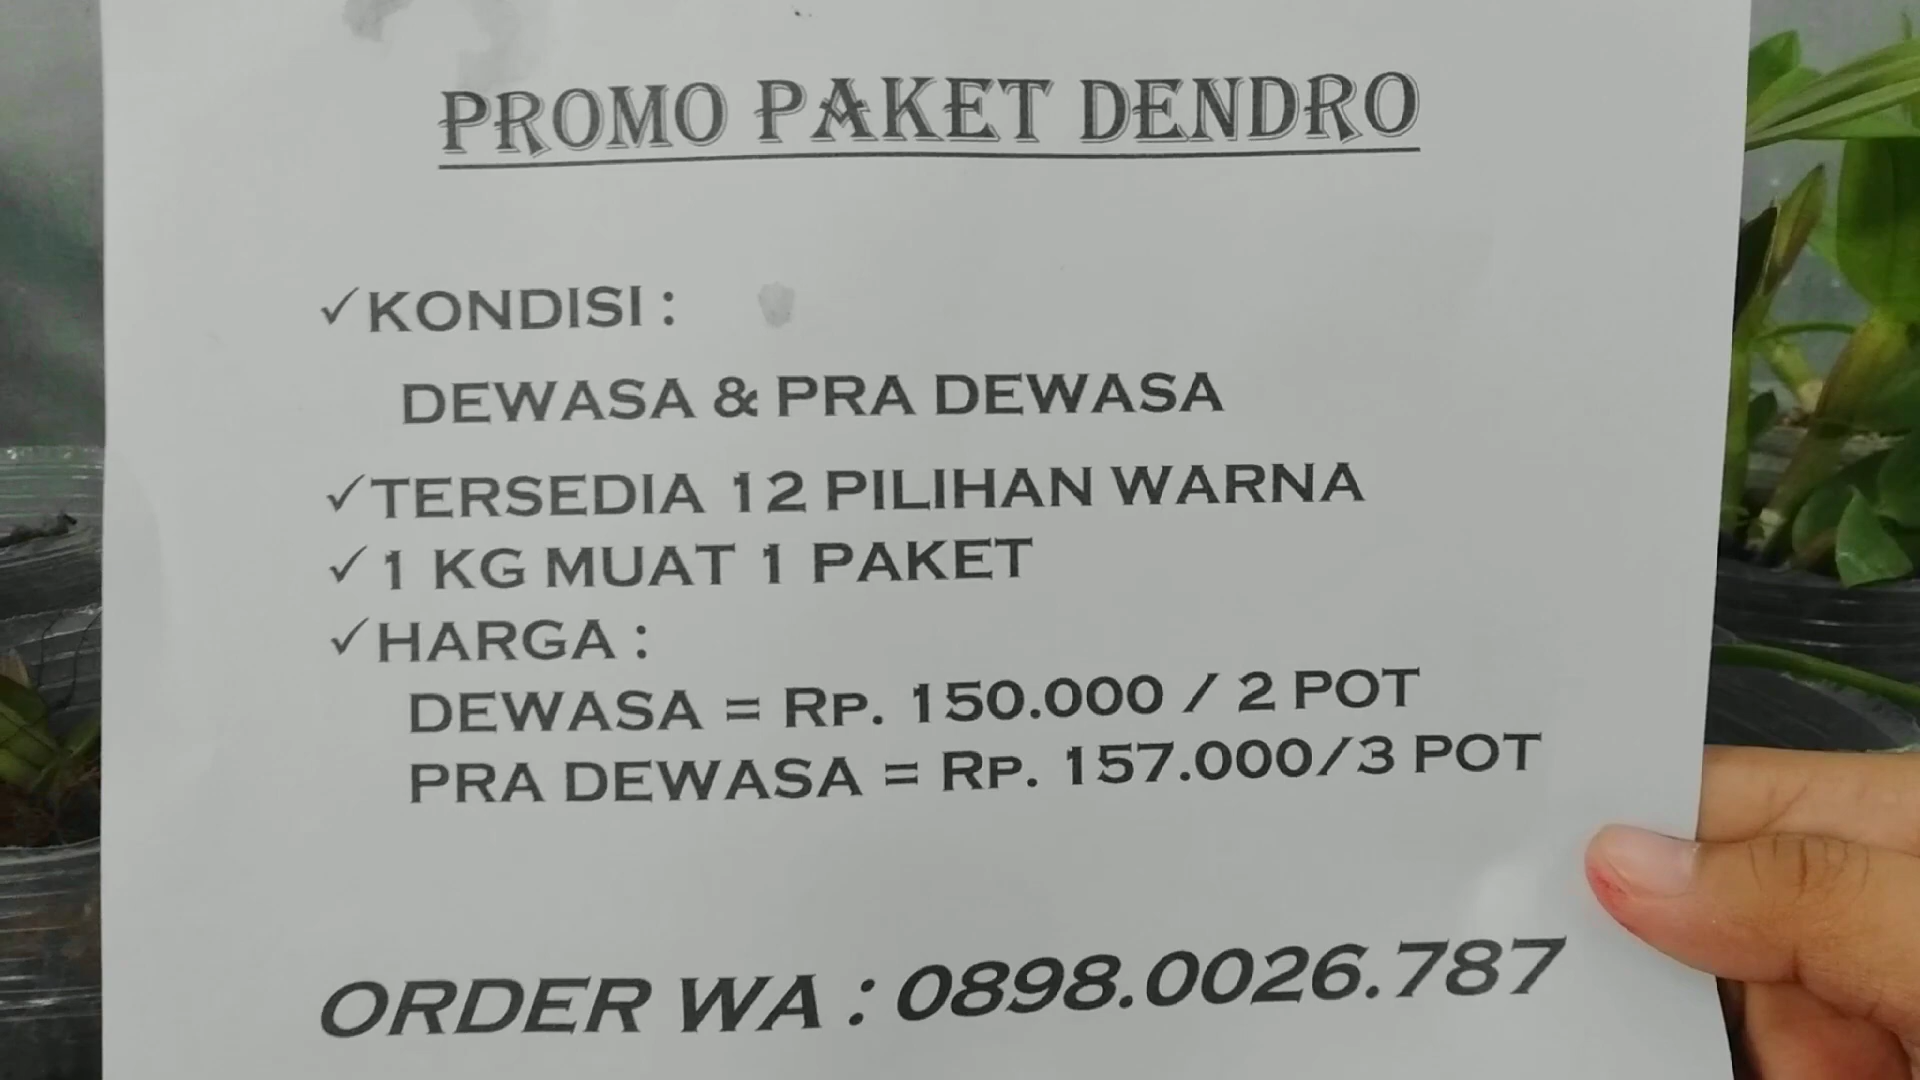 PROMO PAKET DENDRO
✓KONDISI :
DEWASA & PRA DEWASA
✓TERSEDIA 12 PILIHAN WARNA
✓1 KG MUAT 1 PAKET
✓HARGA :
DEWASA = RP. 150.000 / 2 POT
PRA DEWASA = RP. 157.000/3 POT
ORDER WA : 0898.0026.787